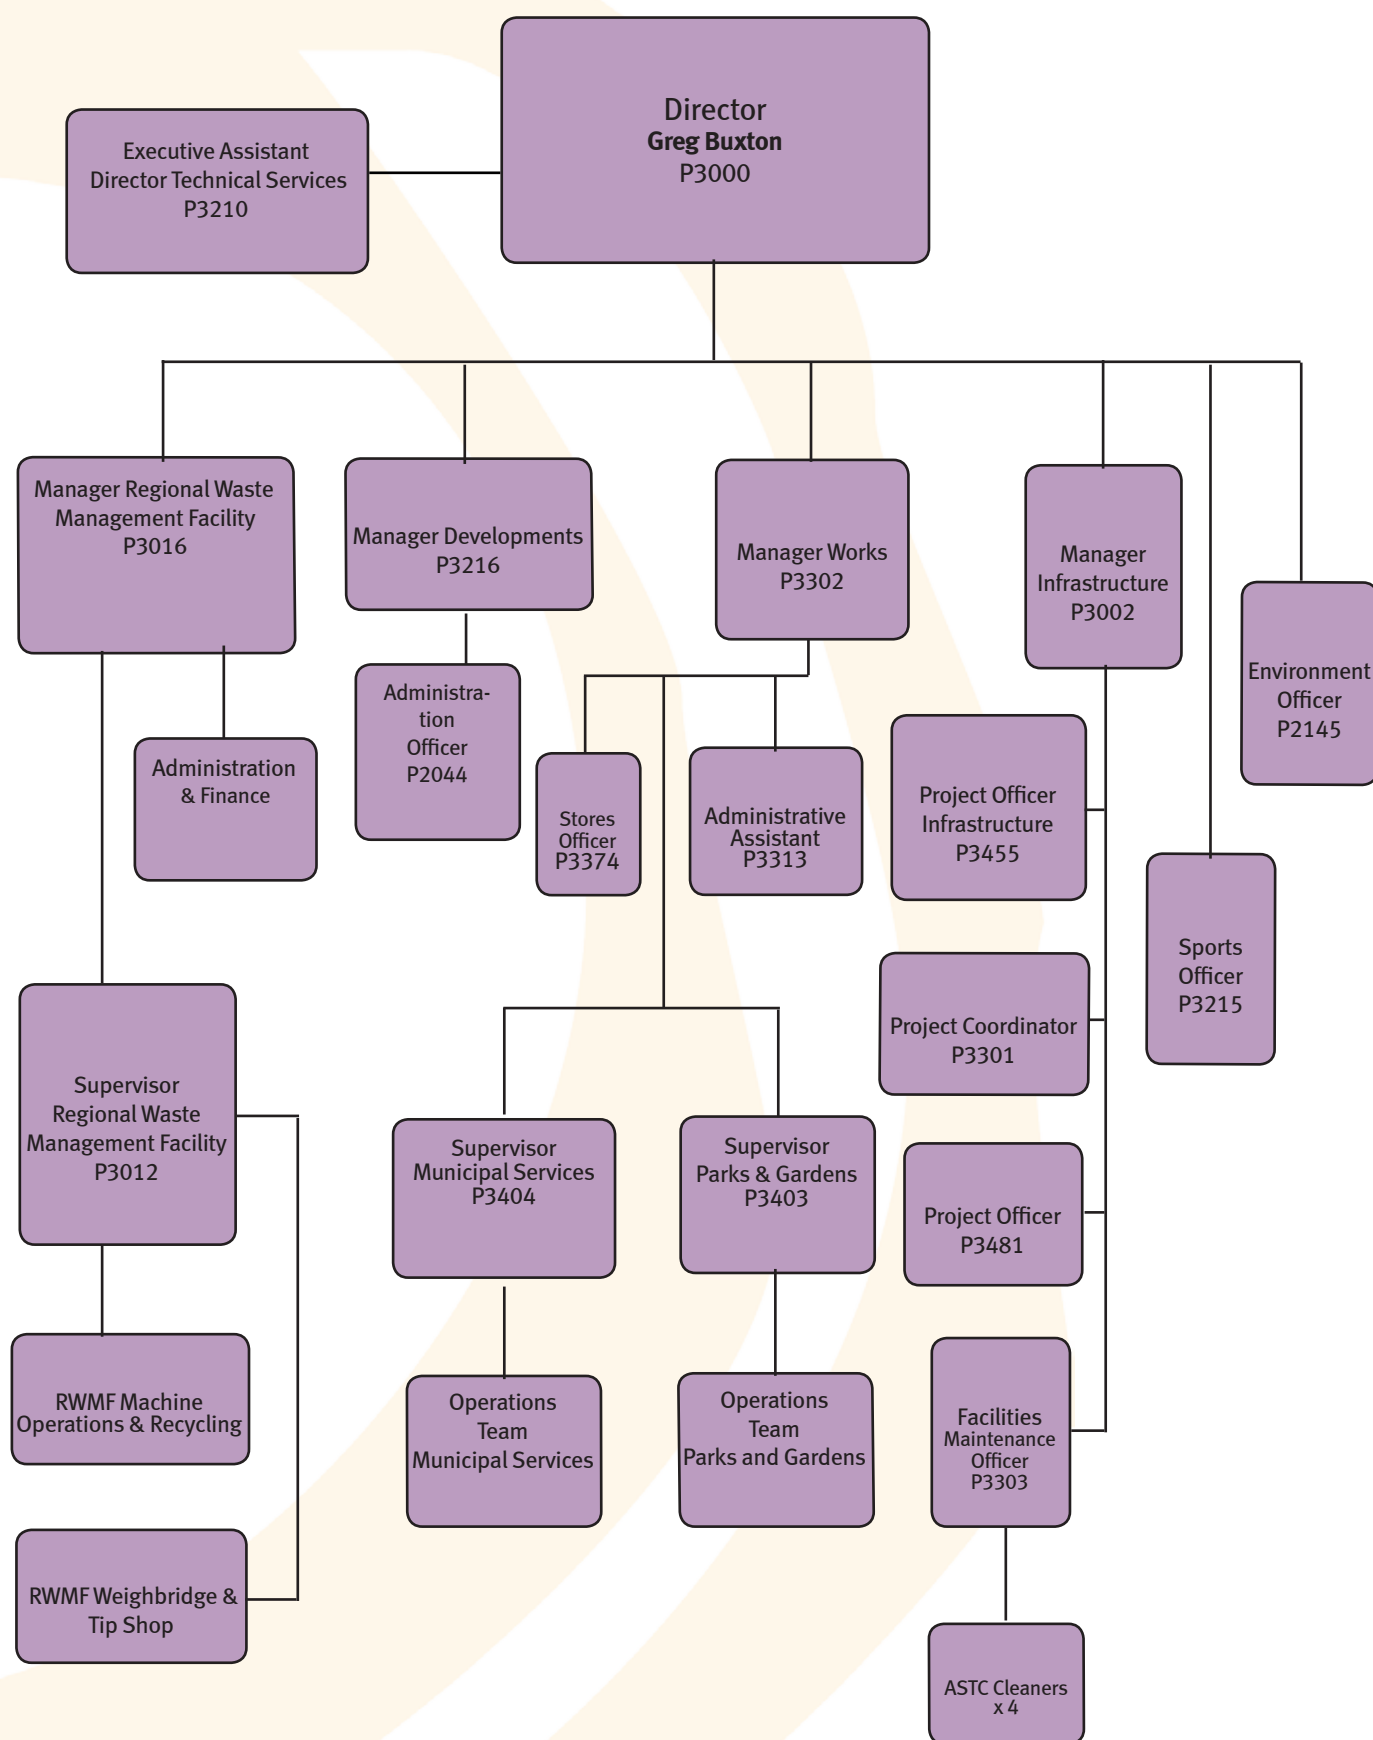 Director
Greg Buxton
P3000
Executive Assistant
Director Technical Services
P3210
Manager Regional Waste
Management Facility
P3016
Manager Developments
P3216
Manager Works
P3302
Manager
Infrastructure
P3002
Environment
Officer
P2145
Administra-
tion
Officer
P2044
Administration
& Finance
Stores
Officer
P3374
Administrative
Assistant
P3313
Project Officer
Infrastructure
P3455
Sports
Officer
P3215
Project Coordinator
P3301
Supervisor
Regional Waste
Management Facility
P3012
Supervisor
Municipal Services
P3404
Supervisor
Parks & Gardens
P3403
Project Officer
P3481
RWMF Machine
Operations & Recycling
Operations
Team
Municipal Services
Operations
Team
Parks and Gardens
Facilities
Maintenance
Officer
P3303
RWMF Weighbridge &
Tip Shop
ASTC Cleaners
x 4